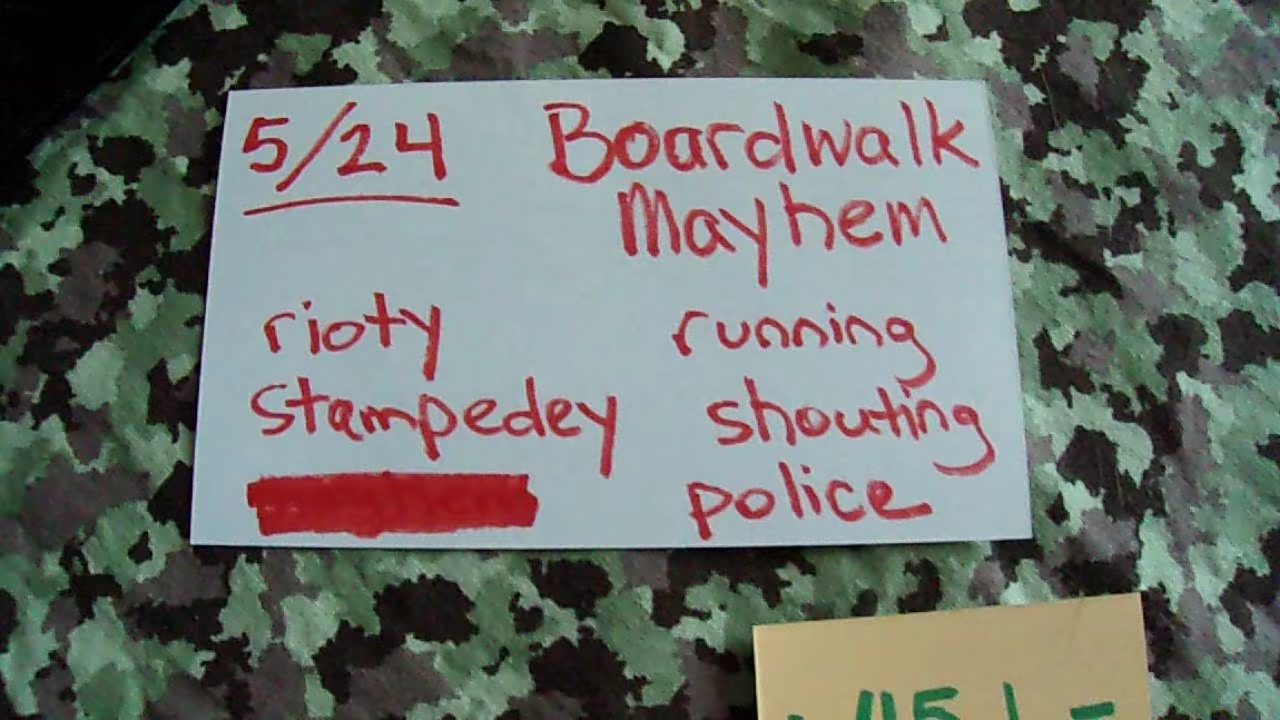 5/24 Boardwalk
Mayhem
rioty running
stampedey shouting
police